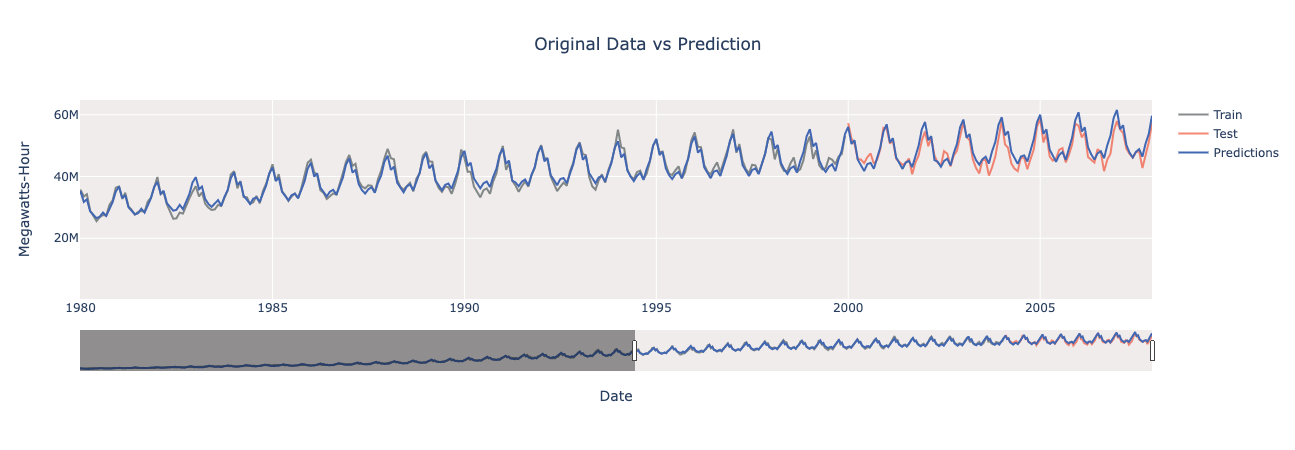 Original Data vs Prediction
Megawatts-Hour
60M
40M
20M
1980 1985 1990 1995 2000 2005
Date
Train
Test
Predictions